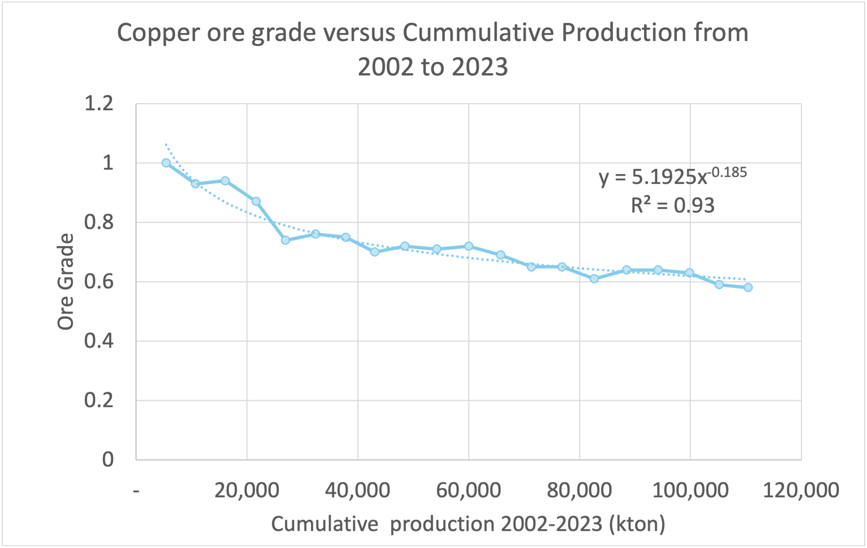 Copper ore grade versus Cummulative Production from
2002 to 2023
1.2
1
0.8
0.6
0.4
0.2
0
Ore Grade
y = 5.1925x^-0.185
R² = 0.93
-
20,000
40,000
60,000
80,000
100,000
120,000
Cumulative production 2002-2023 (kton)